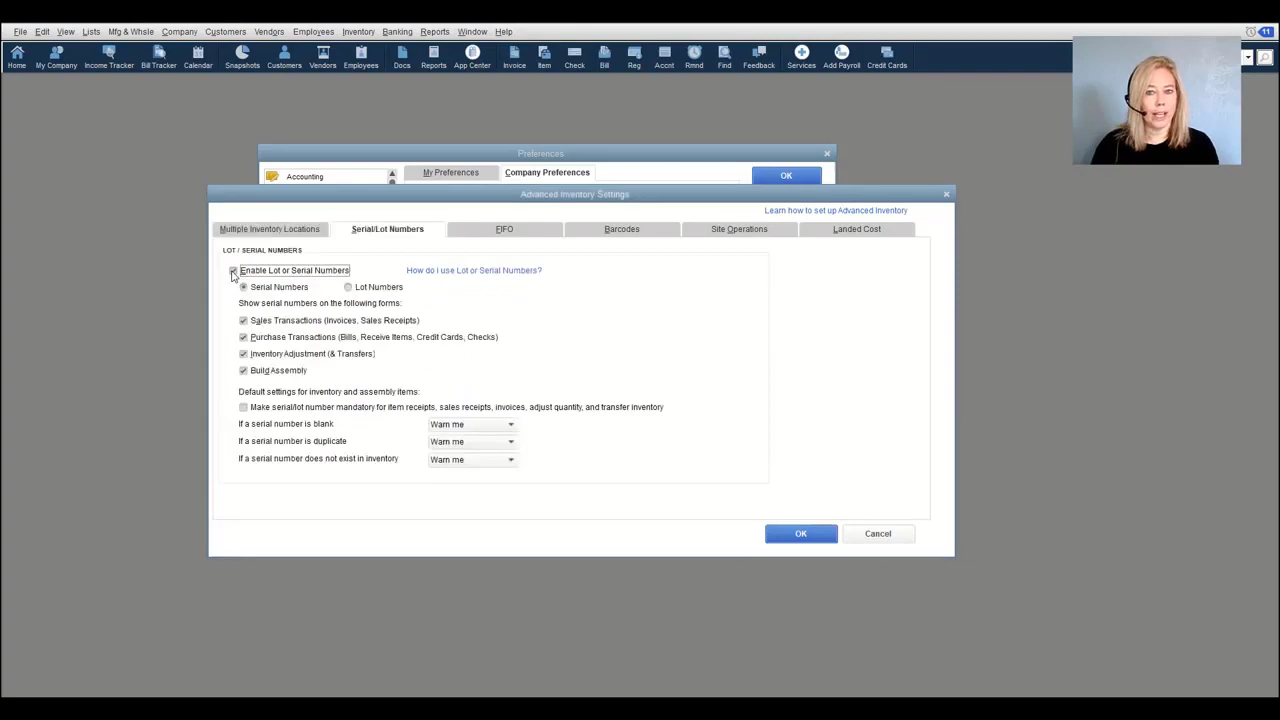 File Edit View Lists Mfg & Whsle Company Customers Vendors Employees Inventory Banking Reports Window Help
11
Home My Company Income Tracker Bill Tracker Calendar Snapshots Customers Vendors Employees Docs Reports App Center Invoice Item Check Bill Reg Accnt Rmnd Find Feedback Services Add Payroll Credit Cards
Preferences
Accounting My Preferences Company Preferences OK
Advanced Inventory Settings
Learn how to set up Advanced Inventory
Multiple Inventory Locations Serial/Lot Numbers FIFO Barcodes Site Operations Landed Cost
LOT / SERIAL NUMBERS
Enable Lot or Serial Numbers How do i use Lot or Serial Numbers?
Serial Numbers Lot Numbers
Show serial numbers on the following forms:
Sales Transactions (Invoices, Sales Receipts)
Purchase Transactions (Bills, Receive Items, Credit Cards, Checks)
Inventory Adjustment (& Transfers)
Build Assembly
Default settings for inventory and assembly items:
Make serial/lot number mandatory for item receipts, sales receipts, invoices, adjust quantity, and transfer inventory
If a serial number is blank Warn me
If a serial number is duplicate Warn me
If a serial number does not exist in inventory Warn me
OK Cancel